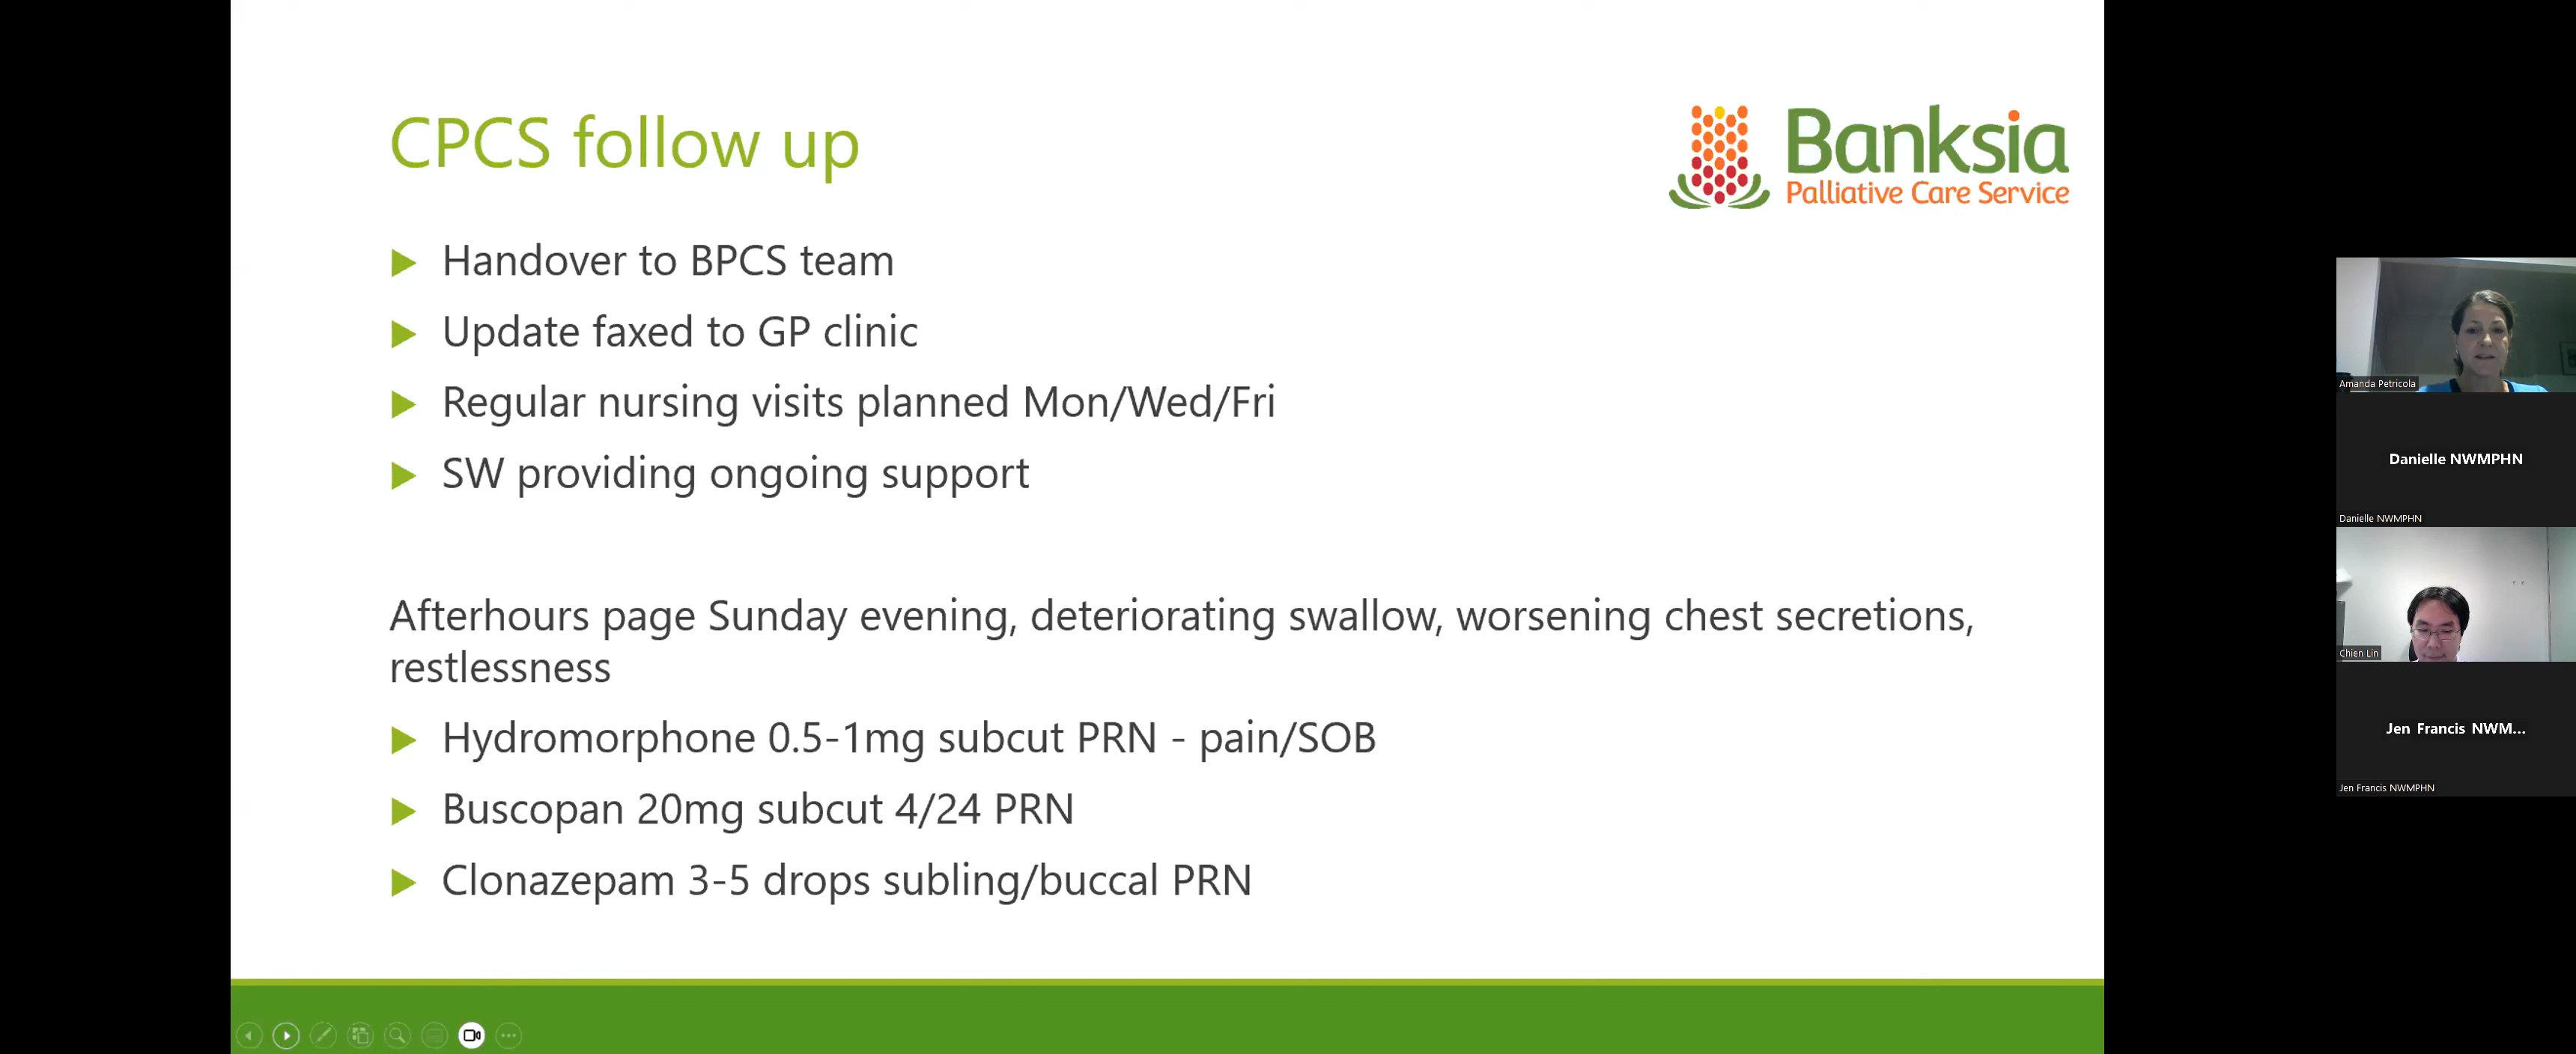 CPCS follow up
Banksia
Palliative Care Service
Handover to BPCS team
Update faxed to GP clinic
Regular nursing visits planned Mon/Wed/Fri
SW providing ongoing support
Afterhours page Sunday evening, deteriorating swallow, worsening chest secretions,
restlessness
Hydromorphone 0.5-1mg subcut PRN - pain/SOB
Buscopan 20mg subcut 4/24 PRN
Clonazepam 3-5 drops subling/buccal PRN
Amanda Petricola
Danielle NWMPHN
Danielle NWMPHN
Chien Lin
Jen Francis NWM...
Jen Francis NWMPHN